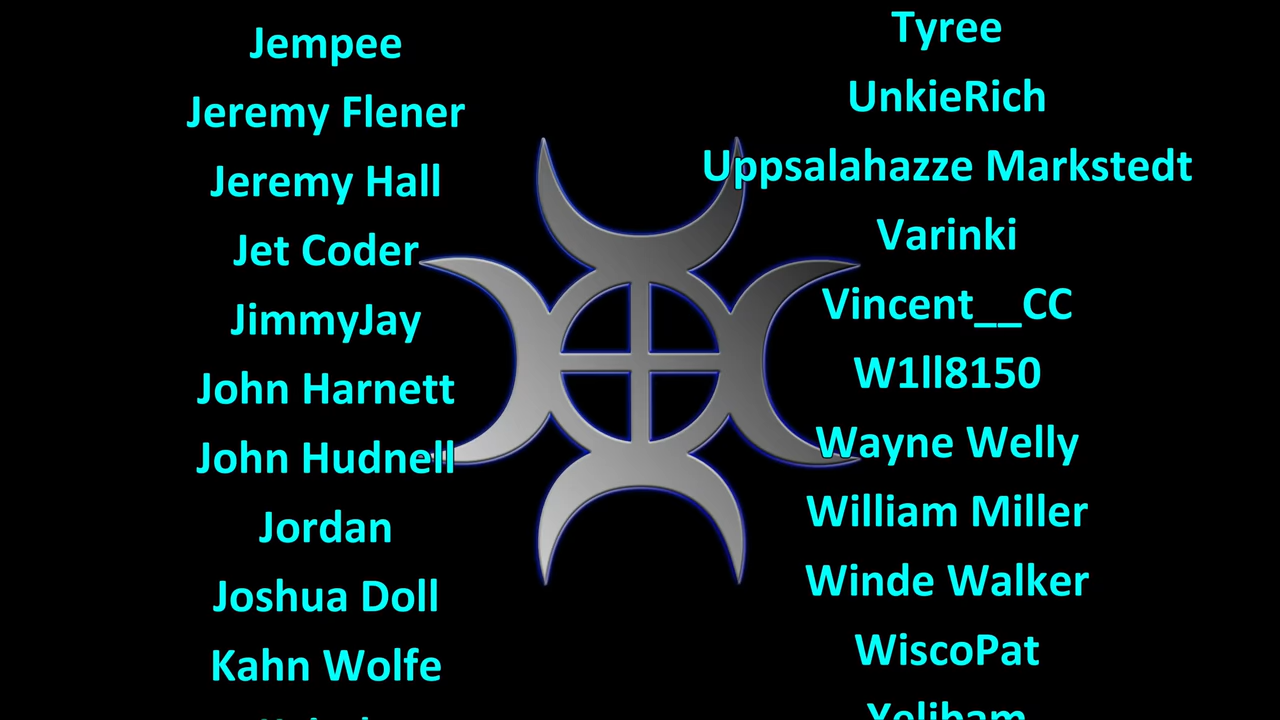 Jempee
Jeremy Flener
Jeremy Hall
Jet Coder
JimmyJay
John Harnett
John Hudnell
Jordan
Joshua Doll
Kahn Wolfe
Tyree
UnkieRich
Uppsalahazze Markstedt
Varinki
Vincent__CC
W1ll8150
Wayne Welly
William Miller
Winde Walker
WiscoPat